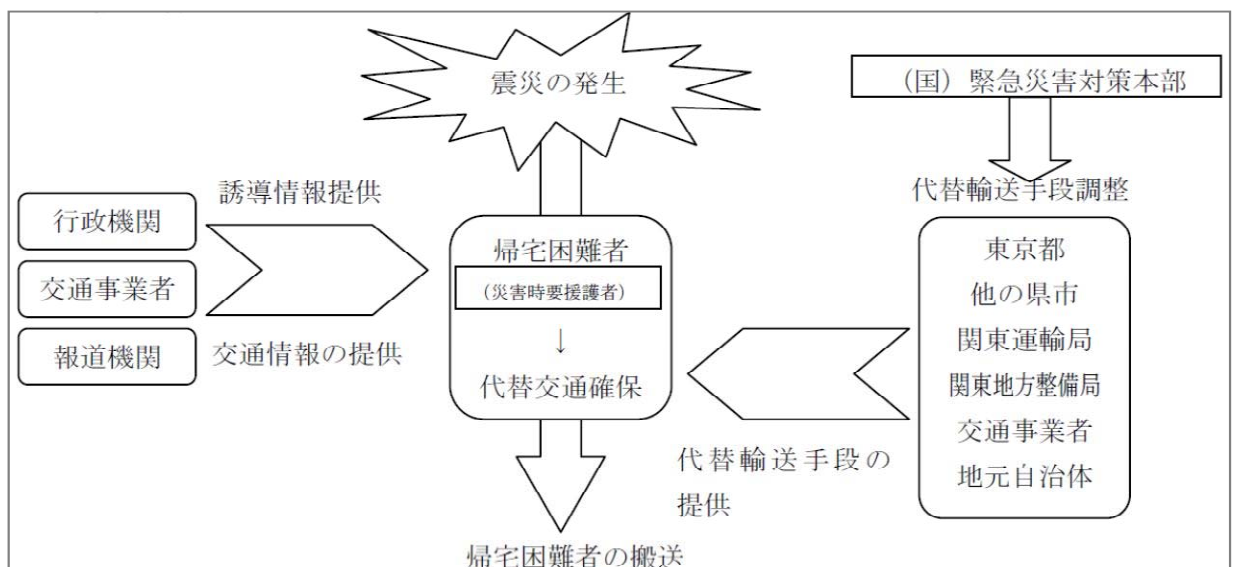 震災の発生
(国)緊急災害対策本部
代替輸送手段調整
誘導情報提供
行政機関
交通事業者
報道機関
交通情報の提供
帰宅困難者
(災害時要援護者)
↓
代替交通確保
東京都
他の県市
関東運輸局
関東地方整備局
交通事業者
地元自治体
代替輸送手段の
提供
帰宅困難者の搬送